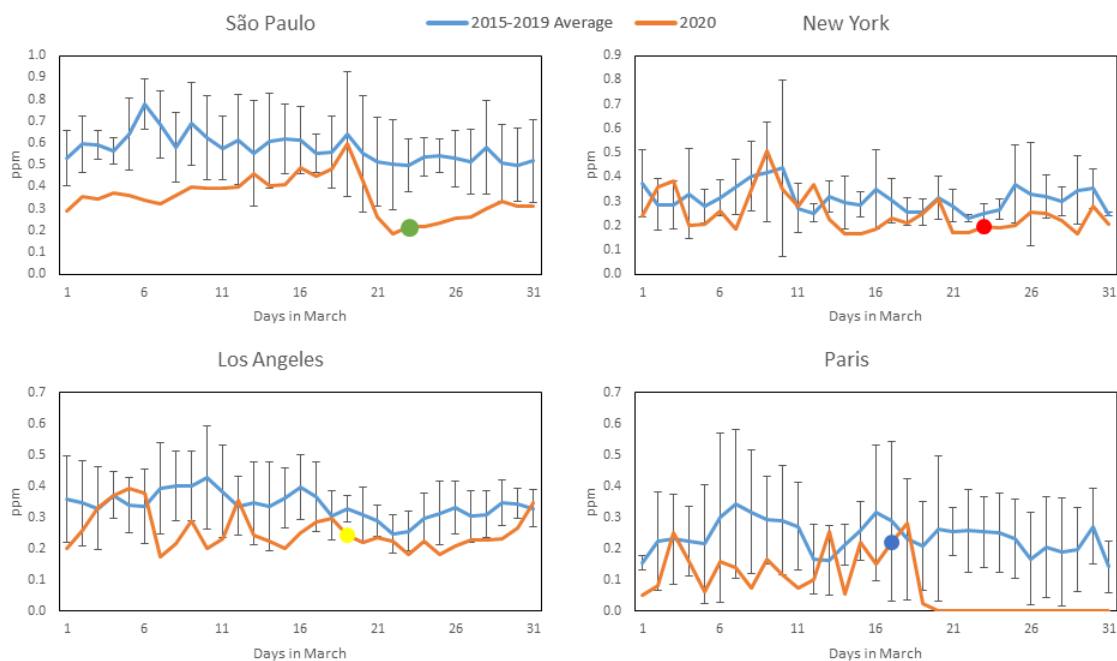 São Paulo
2015-2019 Average 2020
New York
1.0
0.9
0.8
0.7
0.6
0.5
0.4
0.3
0.2
0.1
0.0
ppm
1 6 11 16 21 26 31
Days in March
0.9
0.8
0.7
0.6
0.5
0.4
0.3
0.2
0.1
0.0
ppm
1 6 11 16 21 26 31
Days in March
Los Angeles
0.7
0.6
0.5
0.4
0.3
0.2
0.1
0.0
ppm
1 6 11 16 21 26 31
Days in March
Paris
0.7
0.6
0.5
0.4
0.3
0.2
0.1
0.0
ppm
1 6 11 16 21 26 31
Days in March